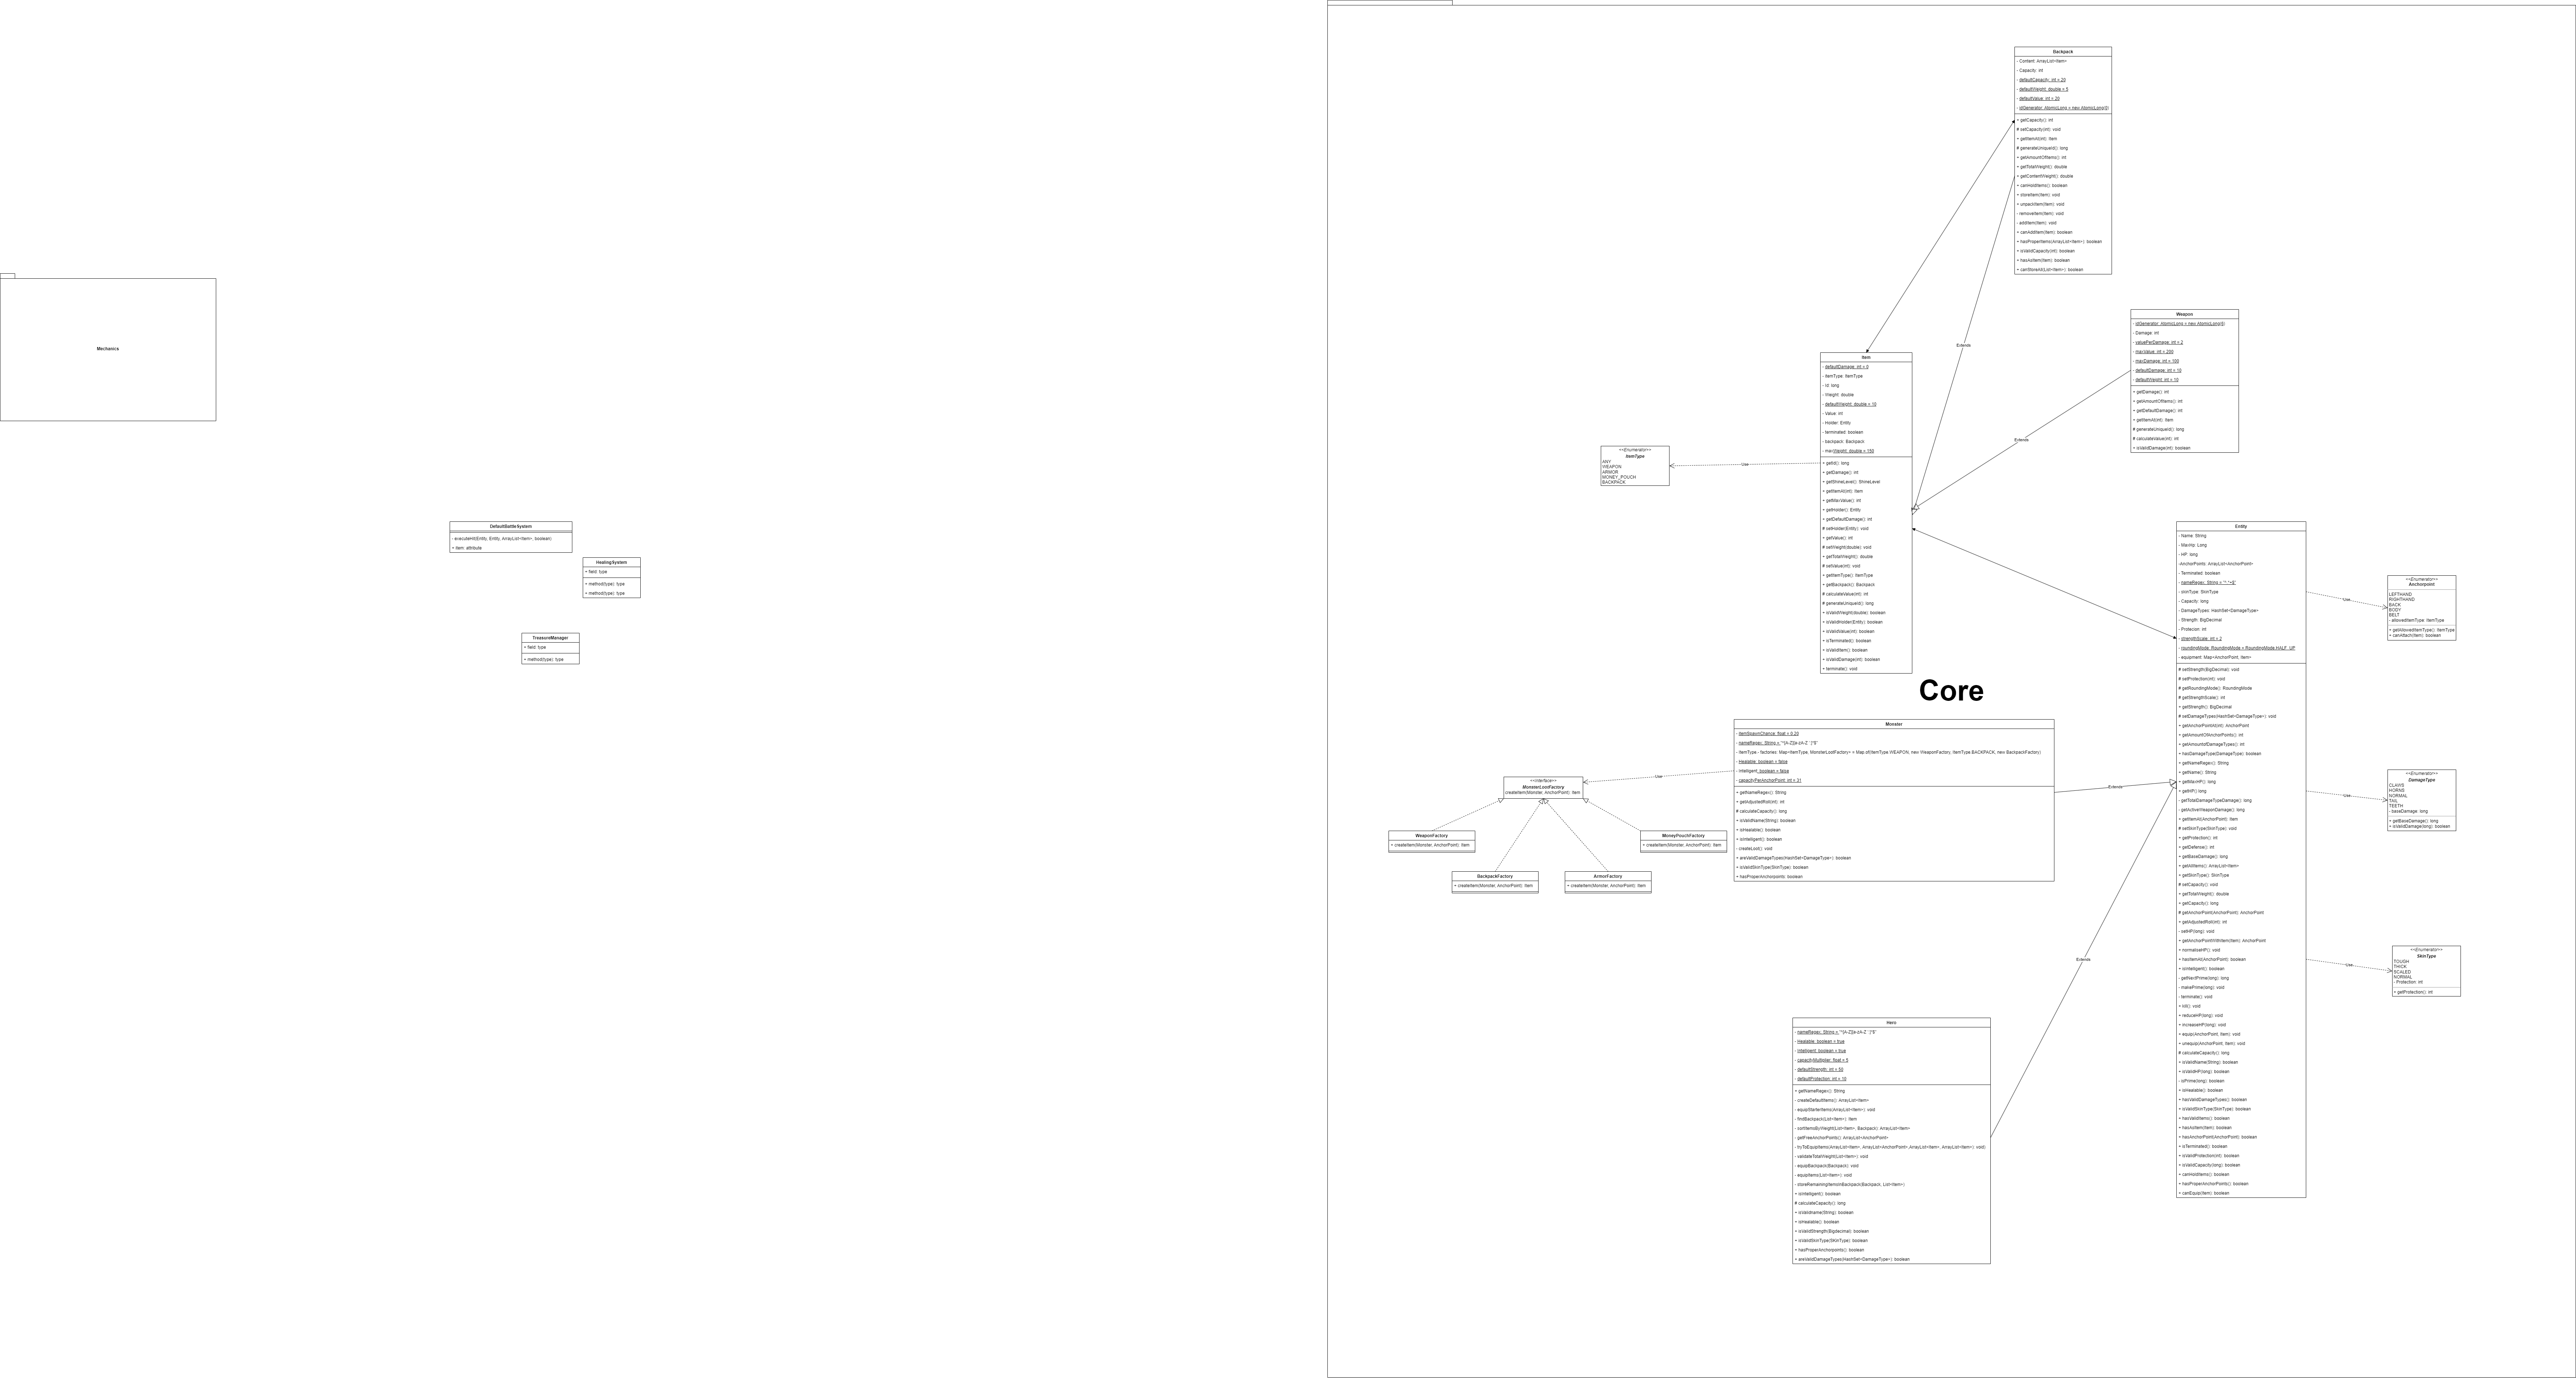 Mechanics
DefaultBattleSystem
- executeHit(Entity, Entity, ArrayList<Item>, boolean)
+ item: attribute
HealingSystem
+ field: type
+ method(type): type
+ method(type): type
TreasureManager
+ field: type
+ method(type): type
Core
Backpack
- Content: ArrayList<Item>
- Capacity: int
- defaultCapacity: int = 20
- defaultWeight: double = 5
- defaultValue: int = 20
- idGenerator: AtomicLong = new AtomicLong(0)
+ getCapacity(): int
# setCapacity(int): void
+ getItemAt(int): Item
# generateUniqueId(): long
+ getAmountOfItems(): int
+ getTotalWeight(): double
+ getContentWeight(): double
+ canHoldItems(): boolean
+ storeItem(Item): void
+ unpackItem(Item): void
- removeItem(Item): void
- addItem(Item): void
+ canAddItem(Item): boolean
+ hasProperItems(ArrayList<Item>): boolean
+ isValidCapacity(int): boolean
+ hasAsItem(Item): boolean
+ canStoreAll(List<Item>): boolean
Extends
Weapon
- idGenerator: AtomicLong = new AtomicLong(6)
- Damage: int
- valuePerDamage: int = 2
- maxValue: int = 200
- maxDamage: int = 100
- defaultDamage: int = 10
- defaultWeight: int = 10
+ getDamage(): int
+ getAmountOfItems(): int
+ getDefaultDamage(): int
+ getItemAt(int): Item
# generateUniqueId(): long
# calculateValue(int): int
+ isValidDamage(int): boolean
Extends
Item
- defaultDamage: int = 0
- itemType: ItemType
- Id: long
- Weight: double
- defaultWeight: double = 10
- Value: int
- Holder: Entity
- terminated: boolean
- backpack: Backpack
- maxWeight: double = 150
+ getId(): long
+ getDamage(): int
+ getShineLevel(): ShineLevel
+ getItemAt(int): Item
+ getMaxValue(): int
+ getHolder(): Entity
+ getDefaultDamage(): int
# setHolder(Entity): void
+ getValue(): int
# setWeight(double): void
+ getTotalWeight(): double
# setValue(int): void
+ getItemType(): ItemType
+ getBackpack(): Backpack
# calculateValue(int): int
# generateUniqueId(): long
+ isValidWeight(double): boolean
+ isValidHolder(Entity): boolean
+ isValidValue(int): boolean
+ isTerminated(): boolean
+ isValidItem(): boolean
+ isValidDamage(int): boolean
+ terminate(): void
Use
<<Enumerator>>
ItemType
ANY
WEAPON
ARMOR
MONEY_POUCH
BACKPACK
Entity
- Name: String
- MaxHp: Long
- HP: long
-AnchorPoints: ArrayList<AnchorPoint>
- Terminated: boolean
- nameRegex: String = "^.*+$"
- skinType: SkinType
- Capacity: long
- DamageTypes: HashSet<DamageType>
- Strength: BigDecimal
- Protecion: int
- strengthScale: int = 2
- roundingMode: RoundingMode = RoundingMode.HALF_UP
- equipment: Map<AnchorPoint, Item>
# setStrength(BigDecimal): void
# setProtection(int): void
# getRoundingMode(): RoundingMode
# getStrengthScale(): int
+ getStrength(): BigDecimal
# setDamageTypes(HashSet<DamageType>): void
+ getAnchorPointAt(int): AnchorPoint
+ getAmountOfAnchorPoints(): int
+ getAmountofDamageTypes(): int
+ hasDamageType(DamageType): boolean
+ getNameRegex(): String
+ getName(): String
+ getMaxHP(): long
+ getHP() long
- getTotalDamageTypeDamage(): long
- getActiveWeaponDamage(): long
+ getItemAt(AnchorPoint): Item
# setSkinType(SkinType): void
+ getProtection(): int
+ getDefense(): int
+ getBaseDamage(): long
+ getAllItems(): ArrayList<Item>
+ getSkinType(): SkinType
# setCapacity(): void
+ getTotalWeight(): double
+ getCapacity(): long
# getAnchorPoint(AnchorPoint): AnchorPoint
+ getAdjustedRoll(int): int
- setHP(long): void
+ getAnchorPointWithItem(Item): AnchorPoint
+ normaliseHP(): void
+ hasItemAt(AnchorPoint): boolean
+ isIntelligent(): boolean
- getNextPrime(long): long
- makePrime(long): void
- terminate(): void
+ kill(): void
+ reduceHP(long): void
+ increaseHP(long): void
+ equip(AnchorPoint, Item): void
+ unequip(AnchorPoint, Item): void
# calculateCapacity(): long
+ isValidName(String): boolean
+ isValidHP(long): boolean
- isPrime(long): boolean
+ isHealable(): boolean
+ hasValidDamageTypes(): boolean
+ isValidSkinType(SkinType): boolean
+ hasValidItems(): boolean
+ hasAsItem(Item): boolean
+ hasAnchorPoint(AnchorPoint): boolean
+ isTerminated(): boolean
+ isValidProtection(int): boolean
+ isValidCapacity(long): boolean
+ canHoldItems(): boolean
+ hasProperAnchorPoints(): boolean
+ canEquip(Item): boolean
Use
<<Enumerator>>
Anchorpoint
LEFTHAND
RIGHTHAND
BACK
BODY
BELT
- allowedItemType: ItemType
+ getAllowedItemType(): ItemType
+ canAttach(Item): boolean
Use
<<Enumerator>>
DamageType
CLAWS
HORNS
NORMAL
TAIL
TEETH
- baseDamage: long
+ getBaseDamage(): long
+ isValidDamage(long): boolean
Use
<<Enumerator>>
SkinType
TOUGH
THICK
SCALED
NORMAL
- Protection: int
+ getProtection(): int
Monster
- itemSpawnChance: float = 0.20
- nameRegex: String = "^[A-Z][a-zA-Z ']*$"
- ItemType - factories: Map<ItemType, MonsterLootFactory> = Map.of(ItemType.WEAPON, new WeaponFactory, ItemType.BACKPACK, new BackpackFactory)
- Healable: boolean = false
- Intelligent: boolean = false
- capacityPerAnchorPoint: int = 31
+ getNameRegex(): String
+ getAdjustedRoll(int): int
# calculateCapacity(): long
+ isValidName(String): boolean
+ isHealable(): boolean
+ isIntelligent(): boolean
- createLoot(): void
+ areValidDamageTypes(HashSet<DamageType>): boolean
+ isValidSkinType(SkinType): boolean
+ hasProperAnchorpoints: boolean
Extends
Use
<<Interface>>
MonsterLootFactory
createItem(Monster, AnchorPoint): Item
WeaponFactory
+ createItem(Monster, AnchorPoint): Item
MoneyPouchFactory
+ createItem(Monster, AnchorPoint): Item
BackpackFactory
+ createItem(Monster, AnchorPoint): Item
ArmorFactory
+ createItem(Monster, AnchorPoint): Item
Extends
Hero
- nameRegex: String = "^[A-Z][a-zA-Z ']*$"
- Healable: boolean = true
- Intelligent: boolean = true
- capacityMutliplier: float = 5
- defaultStrength: int = 50
- defaultProtection: int = 10
+ getNameRegex(): String
- createDefaultItems(): ArrayList<Item>
- equipStarterItems(ArrayList<Item>): void
- findBackpack(List<Item>): Item
- sortItemsByWeight(List<Item>, Backpack): ArrayList<Item>
- getFreeAnchorPoints(): ArrayList<AnchorPoint>
- tryToEquipItems(ArrayList<Item>, ArrayList<AnchorPoint>,ArrayList<Item>, ArrayList<Item>): void)
- validateTotalWeight(List<Item>): void
- equipBackpack(Backpack): void
- equipItems(List<Item>): void
- storeRemainingItemsInBackpack(Backpack, List<Item>)
+ isIntelligent(): boolean
# calculateCapacity(): long
+ isValidName(String): boolean
+ isHealable(): boolean
+ isValidStrength(Bigdecimal): boolean
+ isValidSkinType(SKinType): boolean
+ hasProperAnchorpoints(): boolean
+ areValidDamageTypes(HashSet<DamageType>): boolean